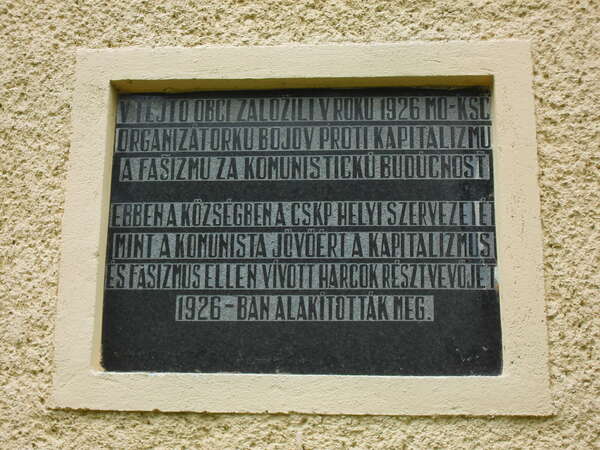 V TEJTO OBCI ZALOŽILI V ROKU 1926 MO-KSČ
ORGANIZÁTORKU BOJOV PROTI KAPITALIZMU
A FAŠIZMU ZA KOMUNISTICKÚ BUDÚCNOSŤ
EBBEN A KÖZSÉGBEN A CSKP HELYI SZERVEZETÉT
MINT A KOMUNISTA JÖVŐÉRT A KAPITALIZMUS
ÉS FASIZMUS ELLEN VÍVOTT HARCOK RÉSZTVEVŐJÉT
1926-BAN ALAKÍTOTTÁK MEG.